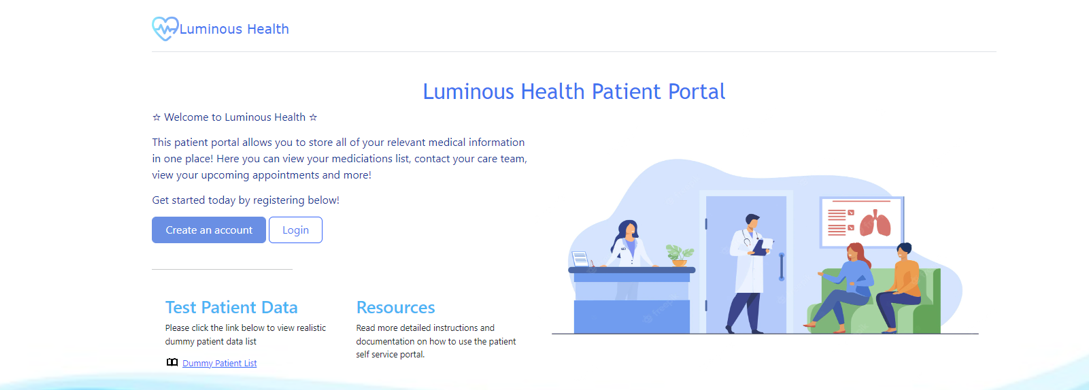 Luminous Health
Luminous Health Patient Portal
☆ Welcome to Luminous Health ☆
This patient portal allows you to store all of your relevant medical information
in one place! Here you can view your mediciations list, contact your care team,
view your upcoming appointments and more!
Get started today by registering below!
Create an account
Login
Test Patient Data
Please click the link below to view realistic
dummy patient data list
Dummy Patient List
Resources
Read more detailed instructions and
documentation on how to use the patient
self service portal.